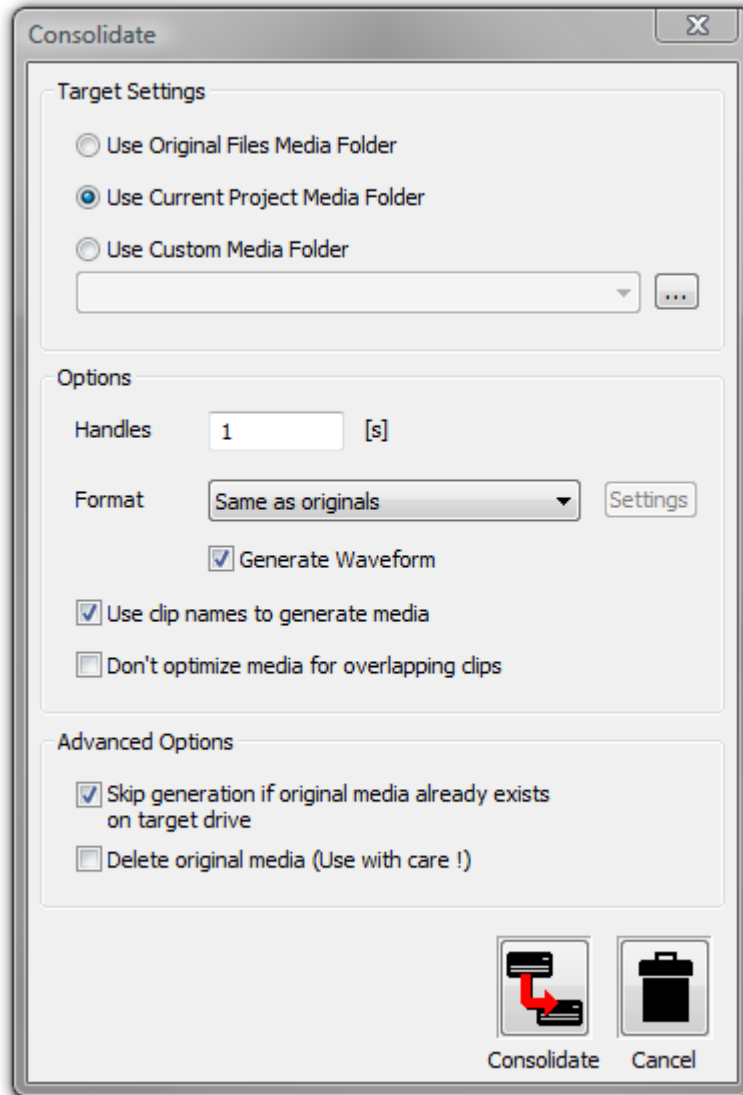 Consolidate
Target Settings
Use Original Files Media Folder
Use Current Project Media Folder
Use Custom Media Folder
...
Options
Handles 1 [s]
Format Same as originals Settings
Generate Waveform
Use clip names to generate media
Don't optimize media for overlapping clips
Advanced Options
Skip generation if original media already exists
on target drive
Delete original media (Use with care !)
Consolidate Cancel